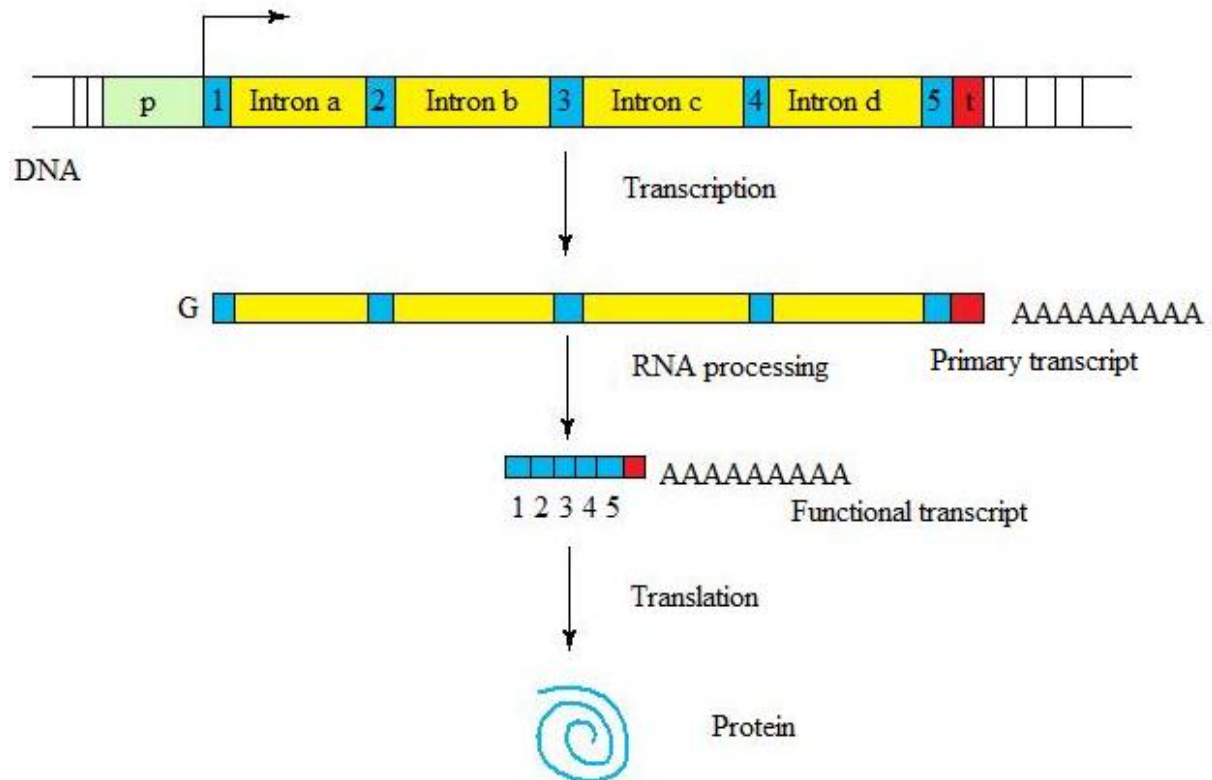 p 1 Intron a 2 Intron b 3 Intron c 4 Intron d 5 t
DNA
Transcription
G AAAAAAAAA
RNA processing
Primary transcript
AAAAAAAAA
1 2 3 4 5
Functional transcript
Translation
Protein